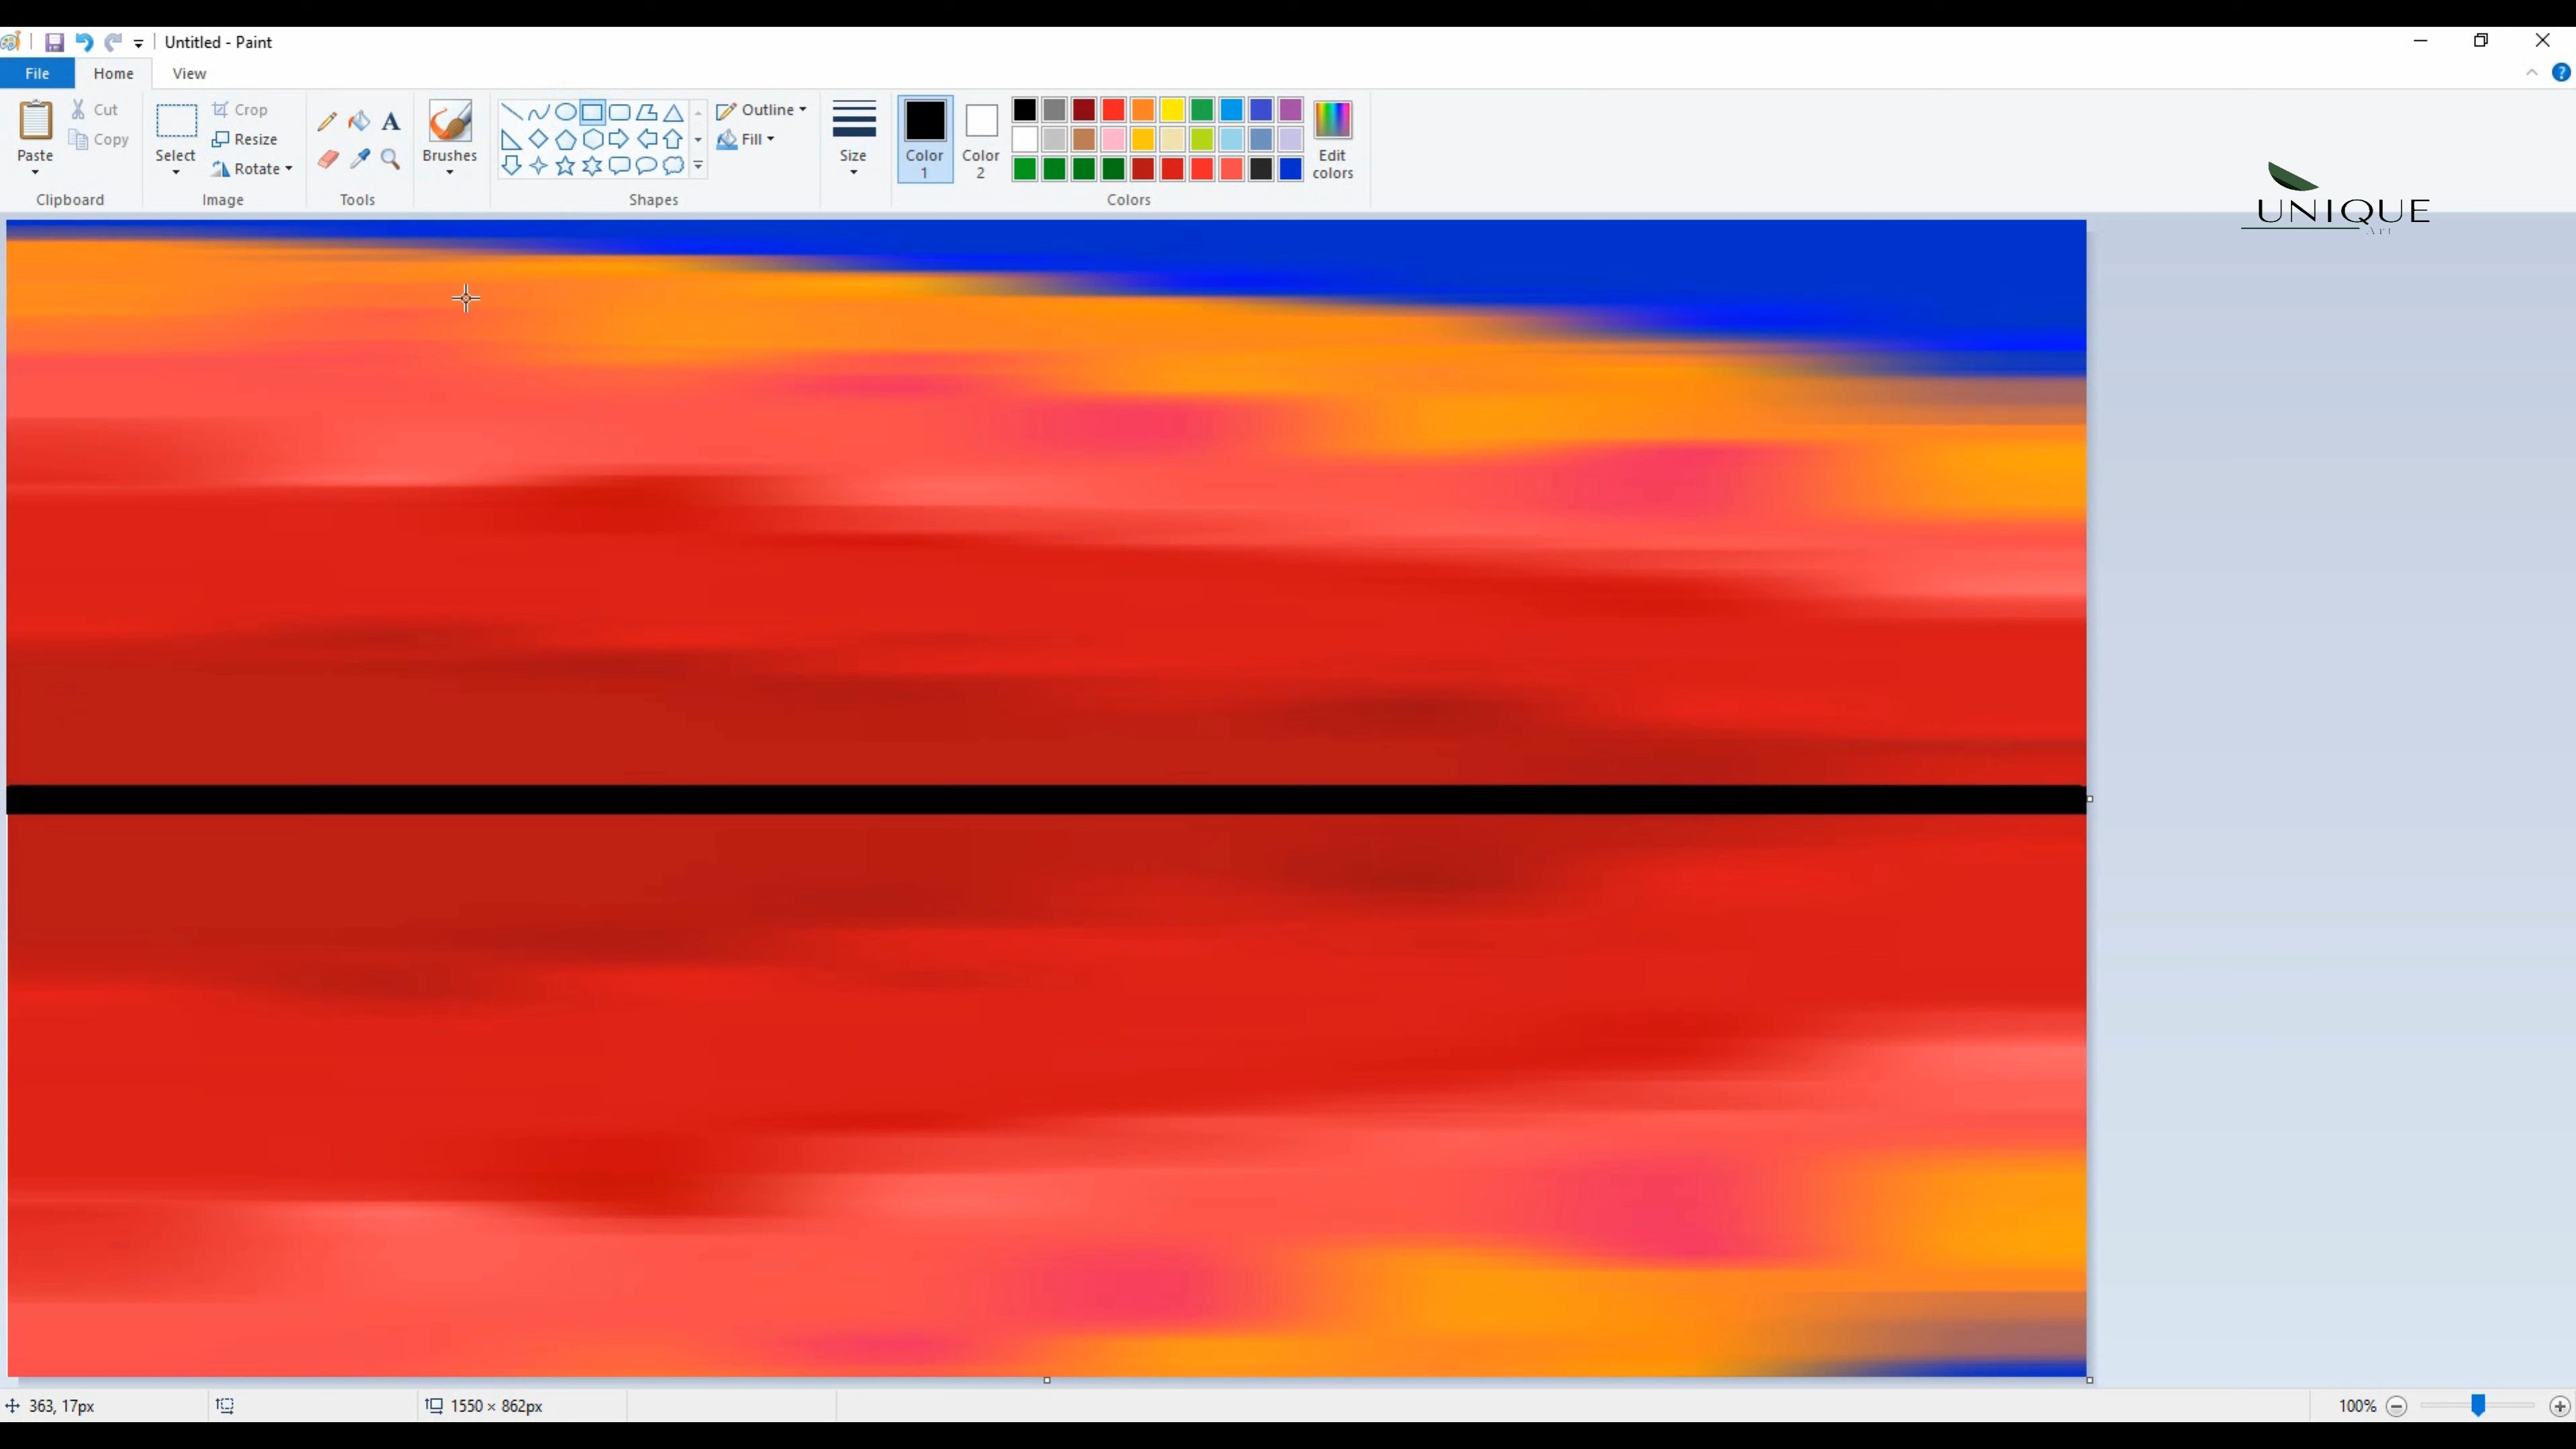 Untitled - Paint
File Home View
Paste
Cut
Copy
Clipboard
Select
Crop
Resize
Rotate
Image
A
Tools
Brushes
Outline
Fill
Shapes
Size
Color 1
Color 2
Edit colors
Colors
UNIQUE
Art
363, 17px
1550 × 862px
100%